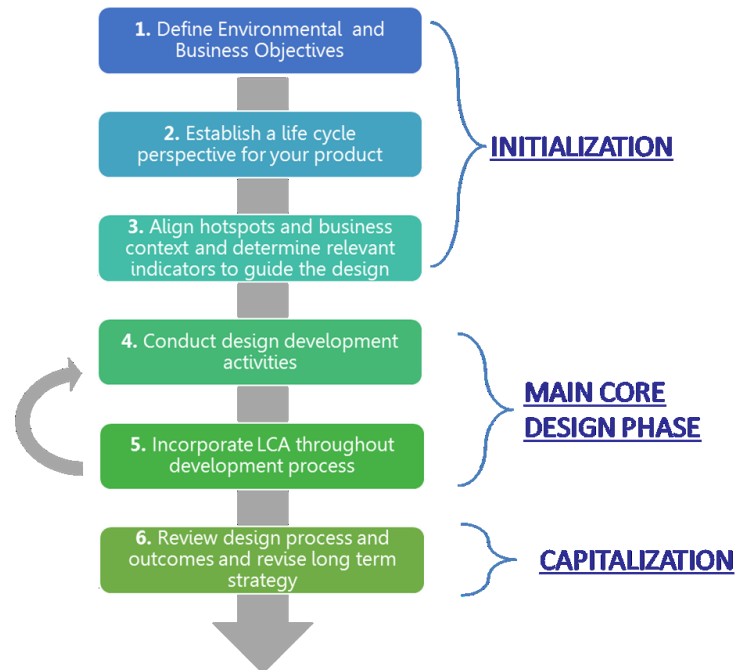 1. Define Environmental and
Business Objectives
2. Establish a life cycle
perspective for your product
INITIALIZATION
3. Align hotspots and business
context and determine relevant
indicators to guide the design
4. Conduct design development
activities
MAIN CORE
DESIGN PHASE
5. Incorporate LCA throughout
development process
6. Review design process and
outcomes and revise long term
strategy
CAPITALIZATION